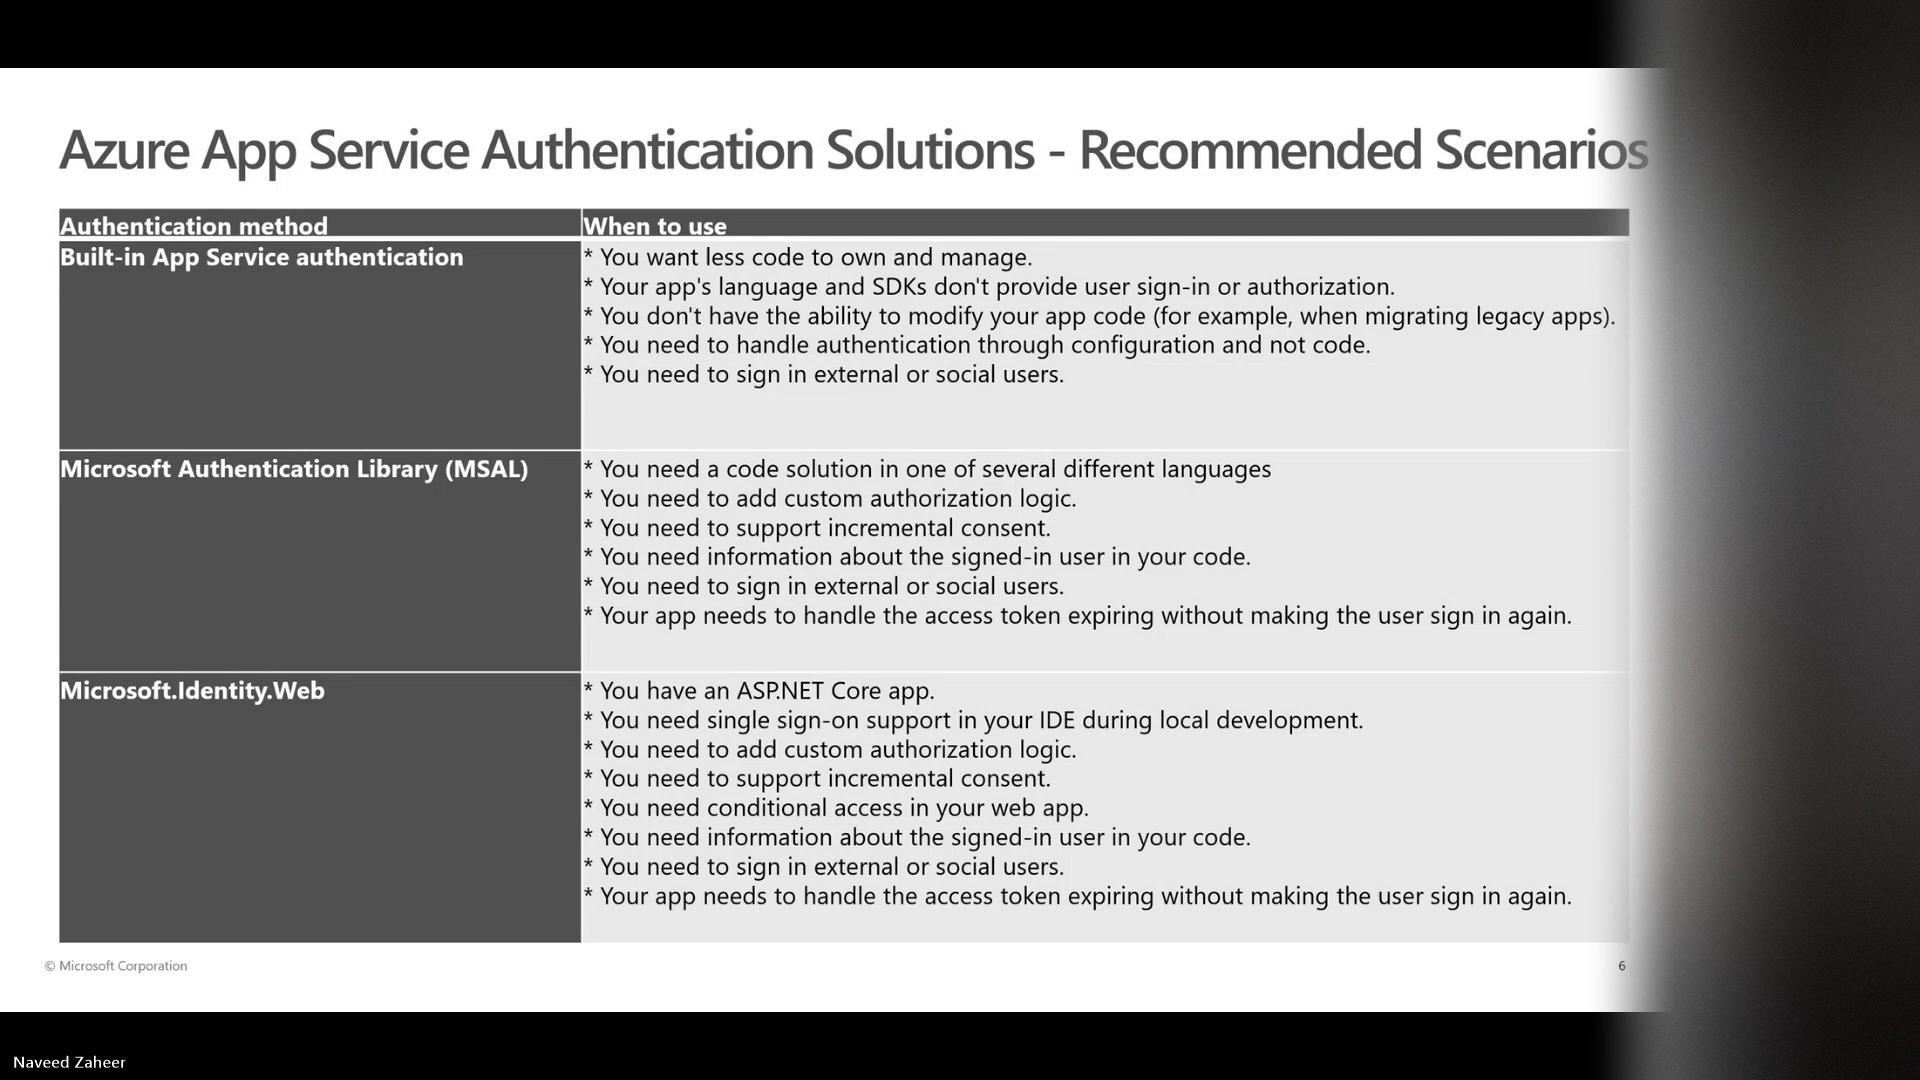 Azure App Service Authentication Solutions - Recommended Scenarios
Authentication method
When to use
Built-in App Service authentication
* You want less code to own and manage.
* Your app's language and SDKs don't provide user sign-in or authorization.
* You don't have the ability to modify your app code (for example, when migrating legacy apps).
* You need to handle authentication through configuration and not code.
* You need to sign in external or social users.
Microsoft Authentication Library (MSAL)
* You need a code solution in one of several different languages
* You need to add custom authorization logic.
* You need to support incremental consent.
* You need information about the signed-in user in your code.
* You need to sign in external or social users.
* Your app needs to handle the access token expiring without making the user sign in again.
Microsoft.Identity.Web
* You have an ASP.NET Core app.
* You need single sign-on support in your IDE during local development.
* You need to add custom authorization logic.
* You need to support incremental consent.
* You need conditional access in your web app.
* You need information about the signed-in user in your code.
* You need to sign in external or social users.
* Your app needs to handle the access token expiring without making the user sign in again.
© Microsoft Corporation
6
Naveed Zaheer